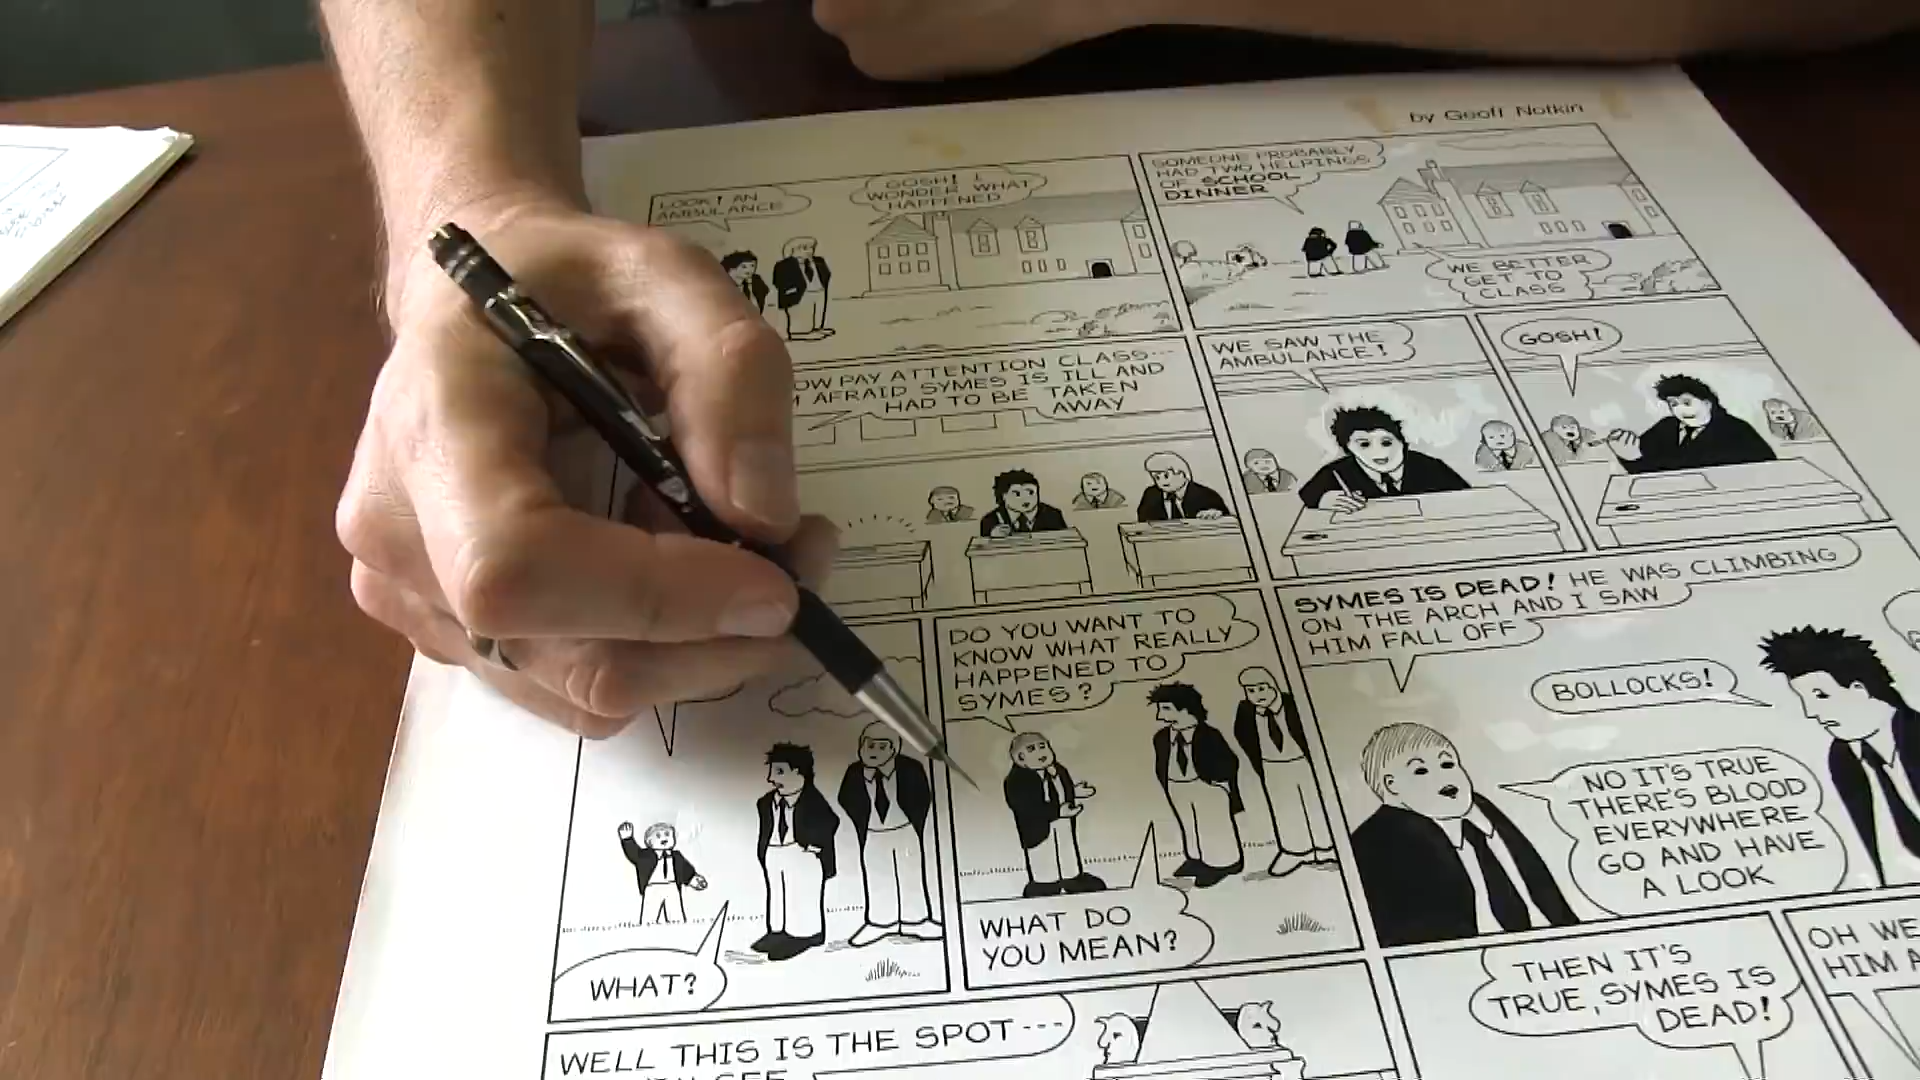 by Geoff Notkin
LOOK! AN
AMBULANCE
GOSH! I
WONDER WHAT
HAPPENED
SOMEONE PROBABLY
HAD TWO HELPINGS
OF SCHOOL
DINNER
WE BETTER
GET TO
CLASS
OW PAY ATTENTION CLASS---
M AFRAID SYMES IS ILL AND
HAD TO BE TAKEN
AWAY
WE SAW THE
AMBULANCE!
GOSH!
WHAT?
DO YOU WANT TO
KNOW WHAT REALLY
HAPPENED TO
SYMES?
WHAT DO
YOU MEAN?
SYMES IS DEAD! HE WAS CLIMBING
ON THE ARCH AND I SAW
HIM FALL OFF
BOLLOCKS!
NO IT'S TRUE
THERE'S BLOOD
EVERYWHERE
GO AND HAVE
A LOOK
WELL THIS IS THE SPOT---
THEN IT'S
TRUE, SYMES IS
DEAD!
OH WE
HIM A